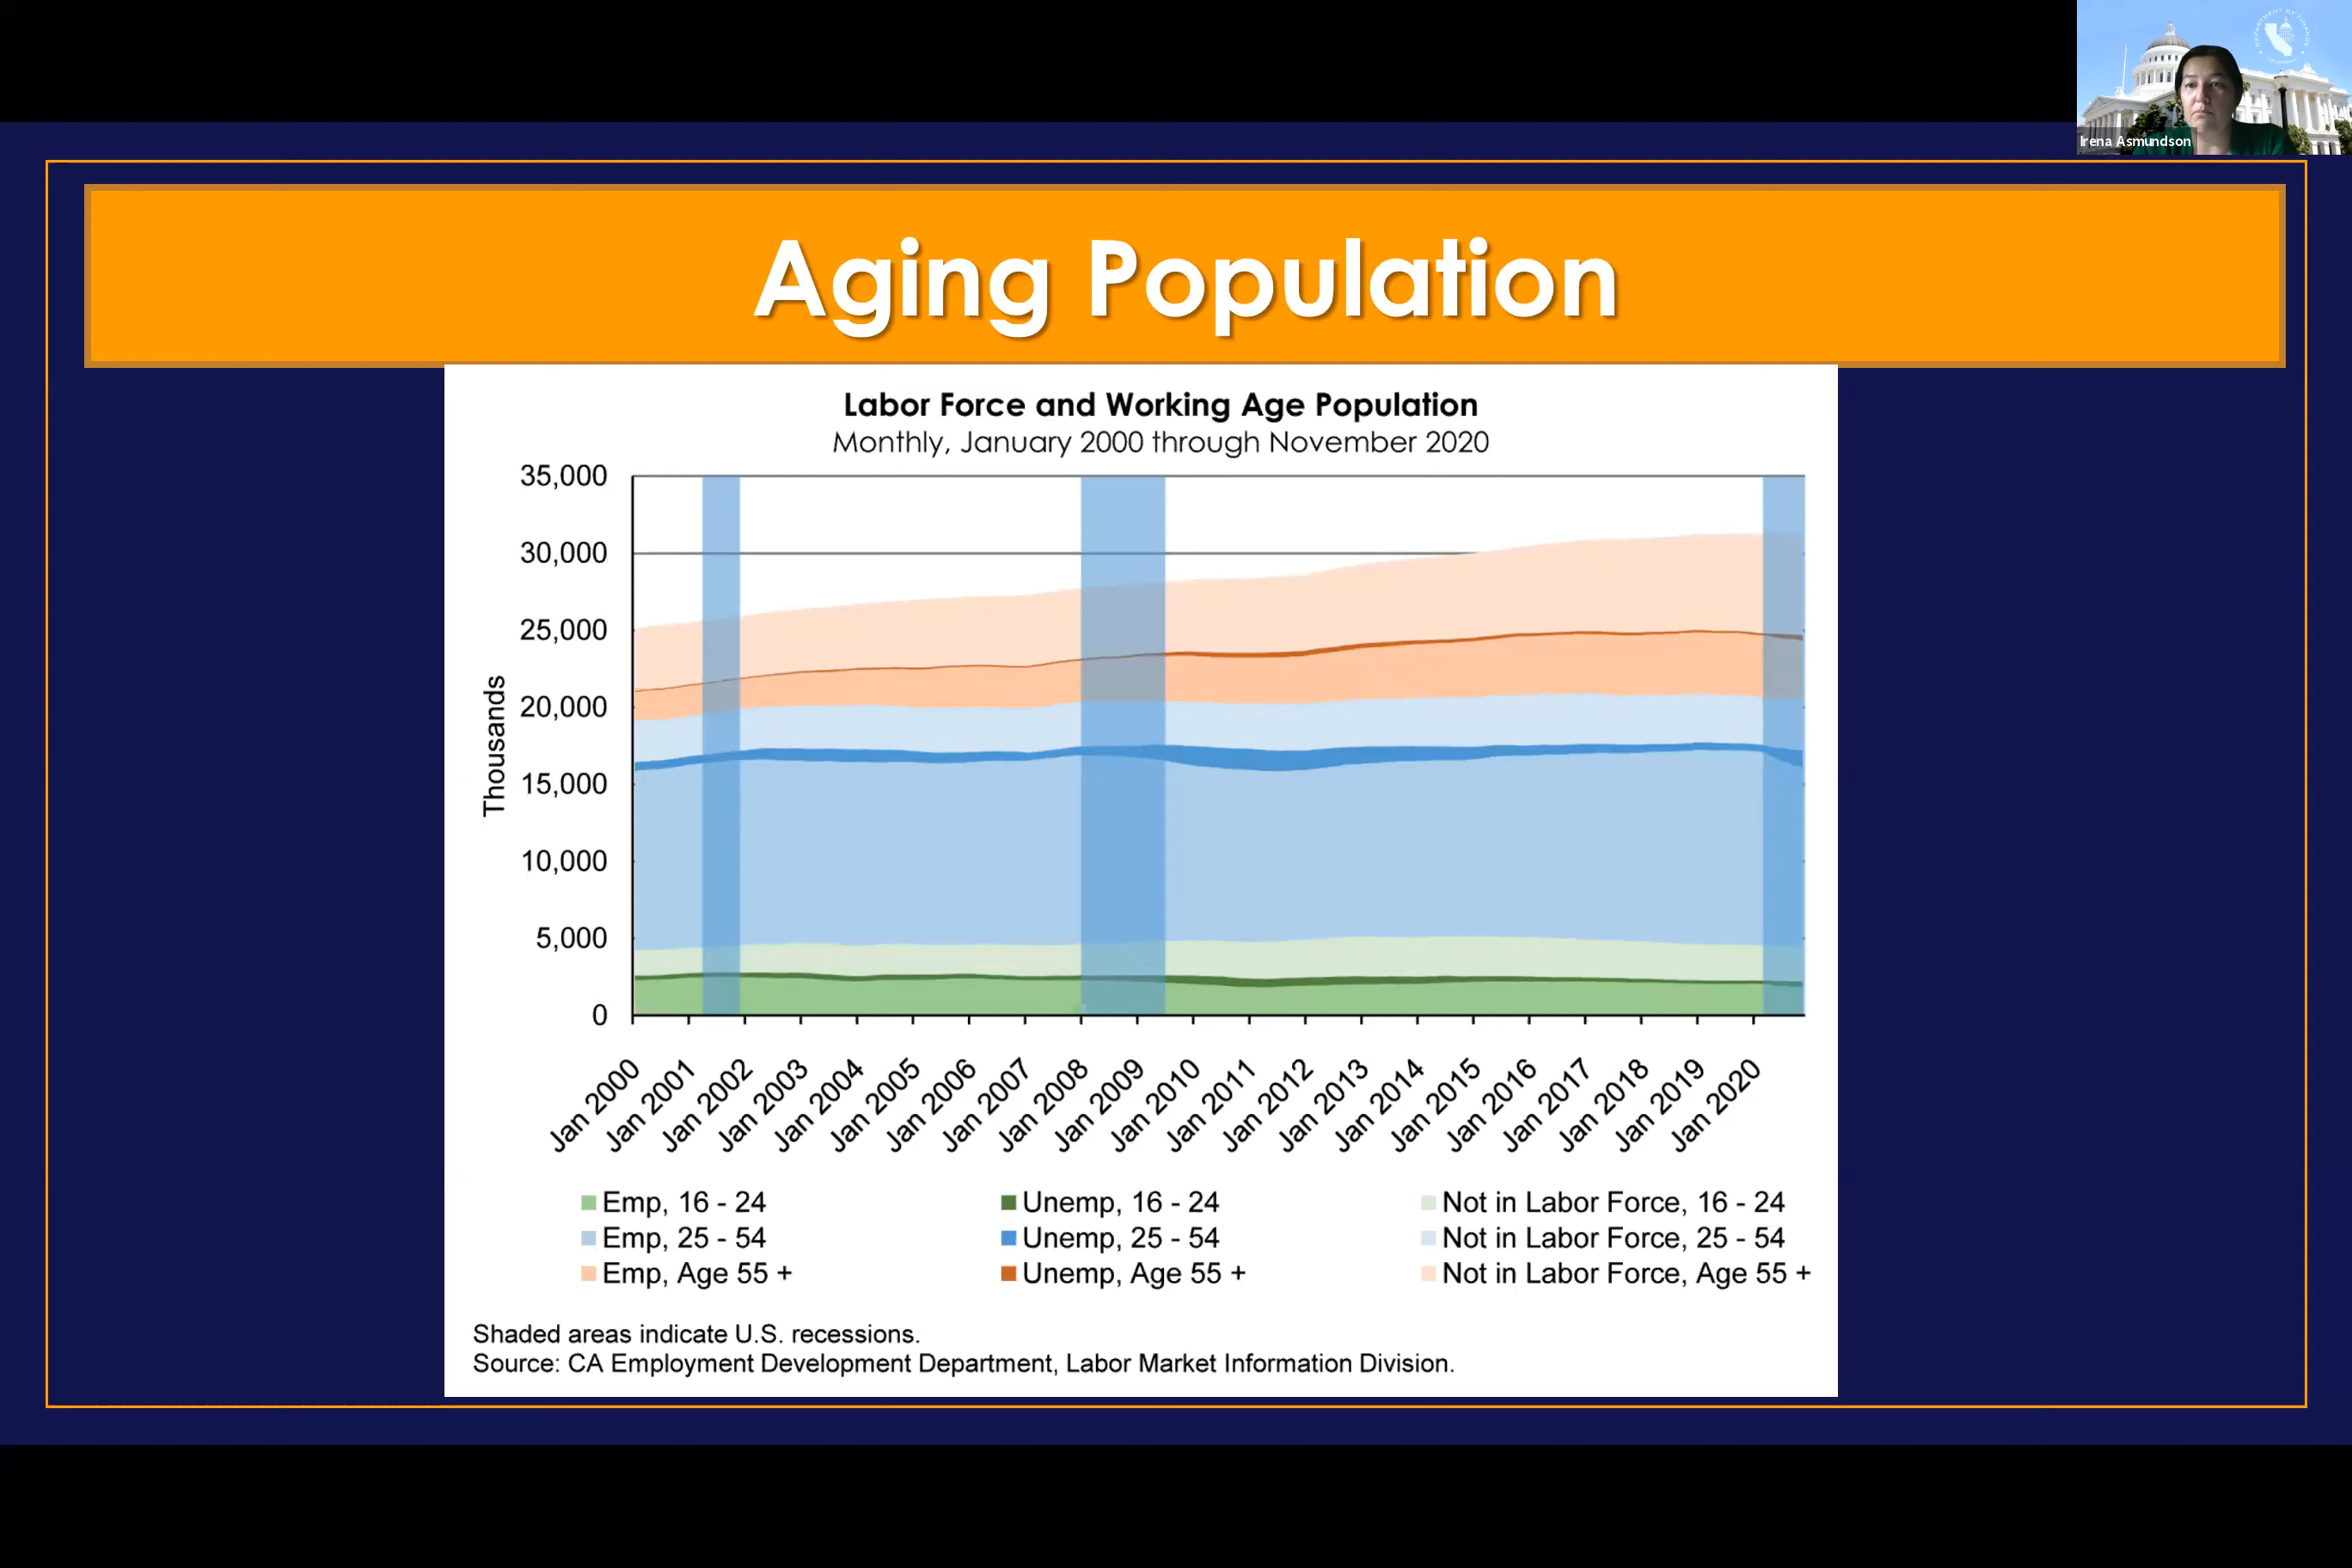 Irena Asmundson
Aging Population
Labor Force and Working Age Population
Monthly, January 2000 through November 2020
35,000
30,000
25,000
20,000
15,000
10,000
5,000
0
Thousands
Jan 2000
Jan 2001
Jan 2002
Jan 2003
Jan 2004
Jan 2005
Jan 2006
Jan 2007
Jan 2008
Jan 2009
Jan 2010
Jan 2011
Jan 2012
Jan 2013
Jan 2014
Jan 2015
Jan 2016
Jan 2017
Jan 2018
Jan 2019
Jan 2020
Emp, 16 - 24
Unemp, 16 - 24
Not in Labor Force, 16 - 24
Emp, 25 - 54
Unemp, 25 - 54
Not in Labor Force, 25 - 54
Emp, Age 55 +
Unemp, Age 55 +
Not in Labor Force, Age 55 +
Shaded areas indicate U.S. recessions.
Source: CA Employment Development Department, Labor Market Information Division.